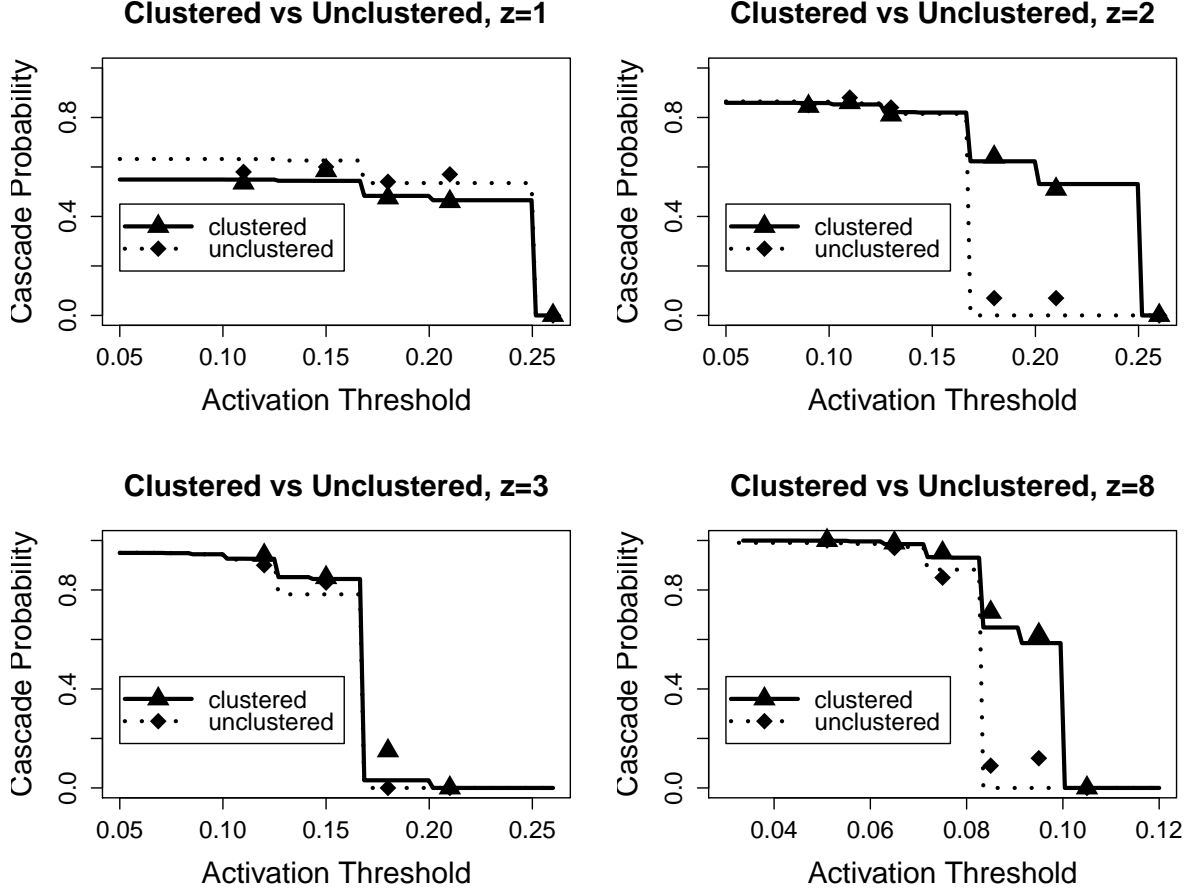 Clustered vs Unclustered, z=1
Cascade Probability
0.0 0.4 0.8
clustered
unclustered
0.05 0.10 0.15 0.20 0.25
Activation Threshold
Clustered vs Unclustered, z=2
Cascade Probability
0.0 0.4 0.8
clustered
unclustered
0.05 0.10 0.15 0.20 0.25
Activation Threshold
Clustered vs Unclustered, z=3
Cascade Probability
0.0 0.4 0.8
clustered
unclustered
0.05 0.10 0.15 0.20 0.25
Activation Threshold
Clustered vs Unclustered, z=8
Cascade Probability
0.0 0.4 0.8
clustered
unclustered
0.04 0.06 0.08 0.10 0.12
Activation Threshold